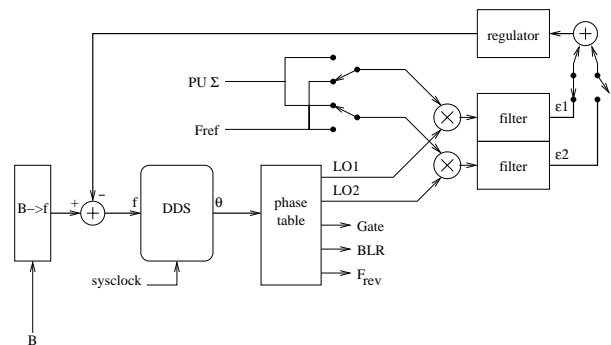 regulator
+
PU Σ
Fref
ε1
filter
ε2
filter
LO1
LO2
B->f
+
−
+
f
DDS
θ
phase
table
Gate
BLR
Frev
sysclock
B